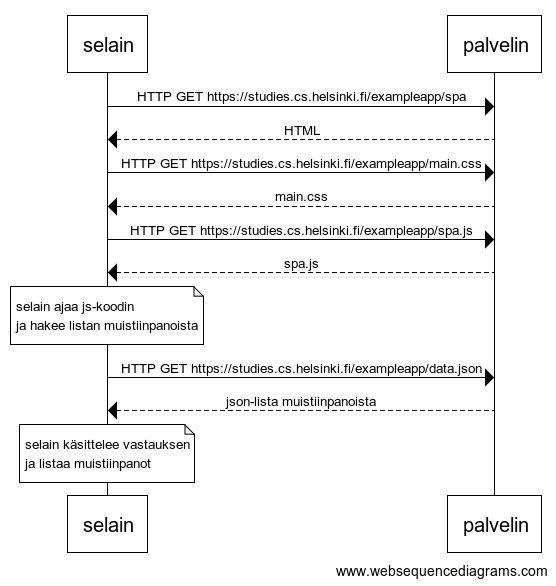 selain
palvelin
HTTP GET https://studies.cs.helsinki.fi/exampleapp/spa
HTML
HTTP GET https://studies.cs.helsinki.fi/exampleapp/main.css
main.css
HTTP GET https://studies.cs.helsinki.fi/exampleapp/spa.js
spa.js
selain ajaa js-koodin
ja hakee listan muistiinpanoista
HTTP GET https://studies.cs.helsinki.fi/exampleapp/data.json
json-lista muistiinpanoista
selain käsittelee vastauksen
ja listaa muistiinpanot
selain
palvelin
www.websequencediagrams.com